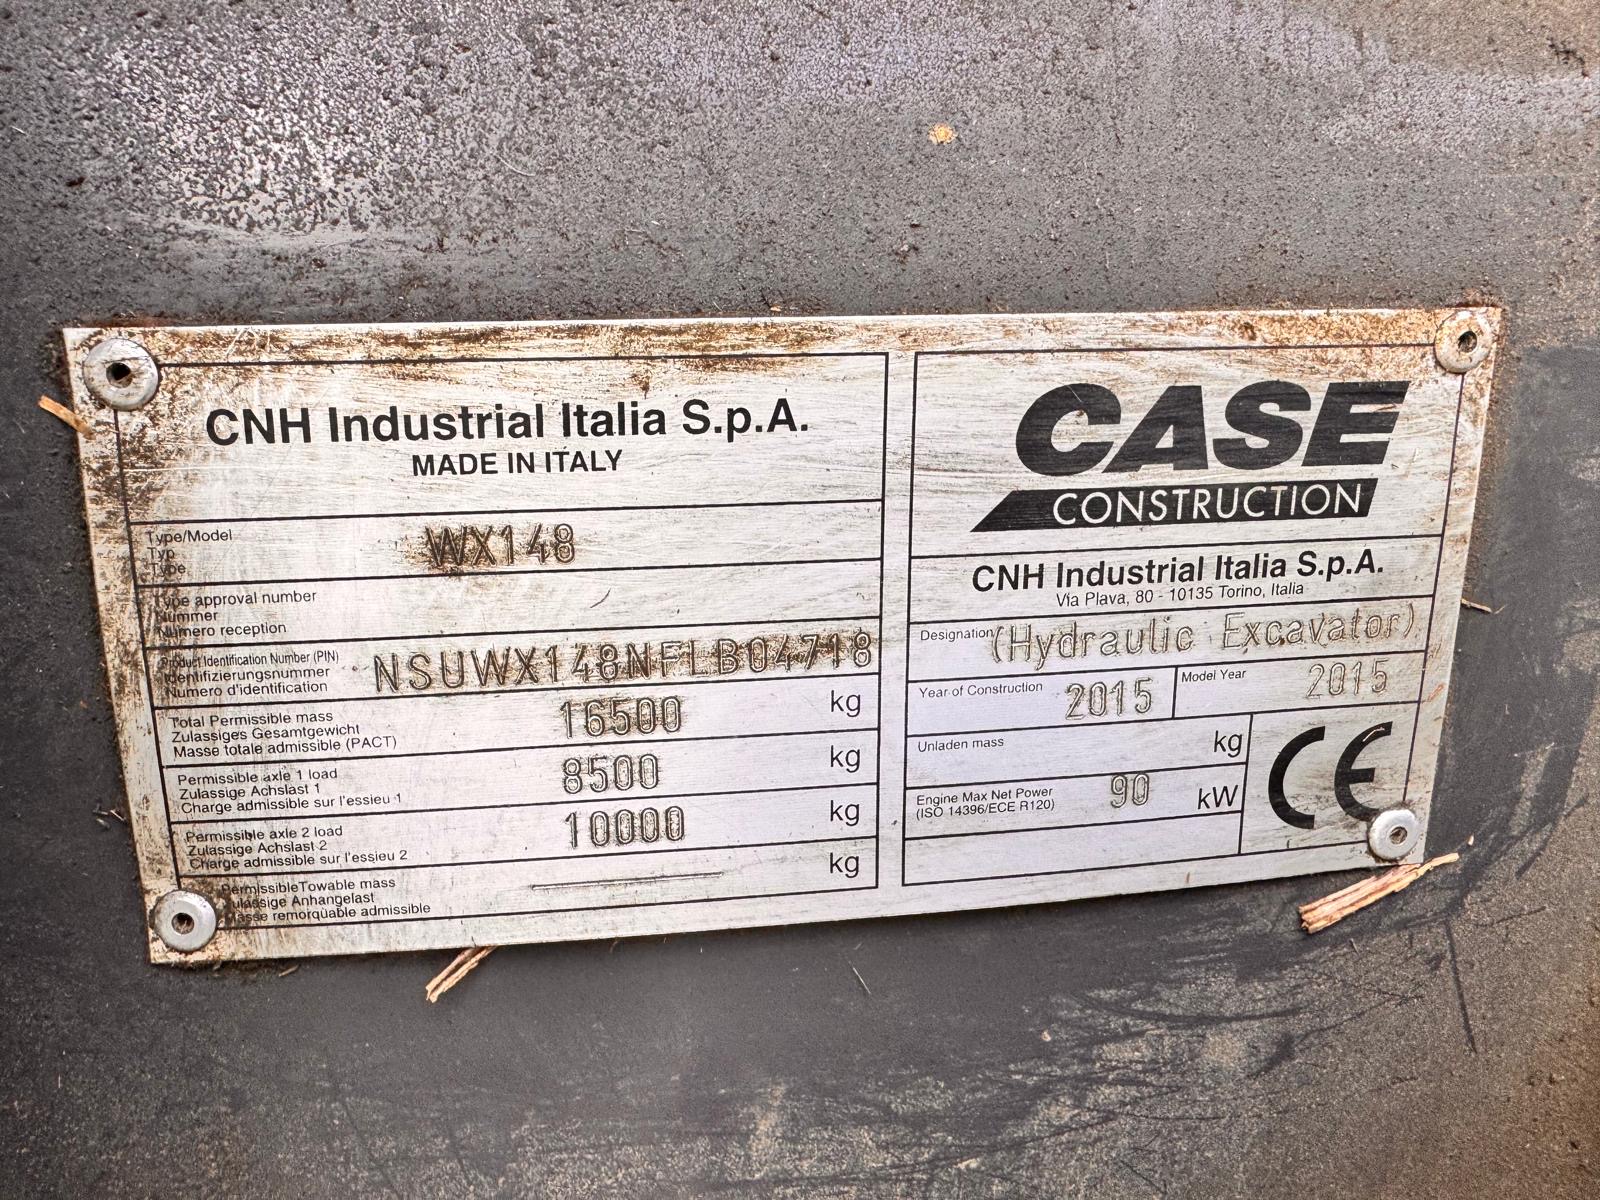 CNH Industrial Italia S.p.A.
MADE IN ITALY
Type/Model
Typ
Type
WX148
Type approval number
Nummer
Numero reception
Product Identification Number (PIN)
Identifizierungsnummer
Numero d'identification
NSUWX148NFLB04718
Total Permissible mass
Zulassiges Gesamtgewicht
Masse totale admissible (PACT)
16500 kg
Permissible axle 1 load
Zulassige Achslast 1
Charge admissible sur l'essieu 1
8500 kg
Permissible axle 2 load
Zulassige Achslast 2
Charge admissible sur l'essieu 2
10000 kg
Permissible Towable mass
Zulassige Anhangelast
Masse remorquable admissible
kg
CASE
CONSTRUCTION
CNH Industrial Italia S.p.A.
Via Plava, 80 - 10135 Torino, Italia
Designation (Hydraulic Excavator)
Year of Construction 2015 Model Year 2015
Unladen mass kg
Engine Max Net Power
(ISO 14396/ECE R120)
90 kW
CE